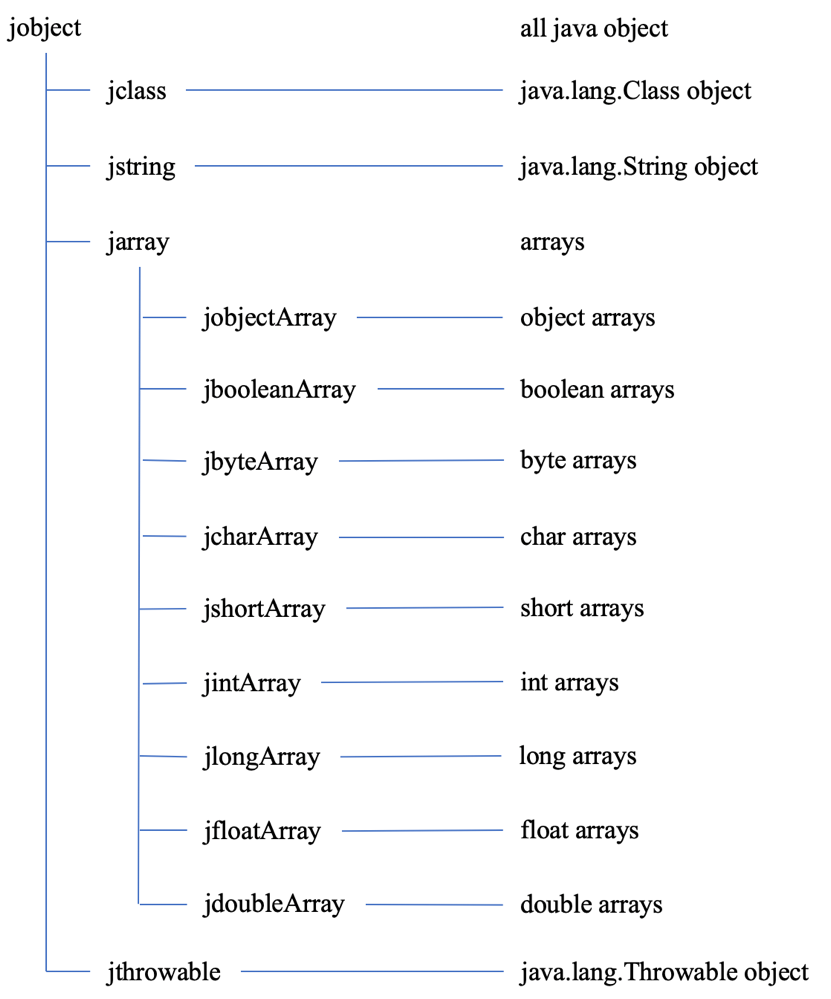 jobject all java object
jclass java.lang.Class object
jstring java.lang.String object
jarray arrays
jobjectArray object arrays
jbooleanArray boolean arrays
jbyteArray byte arrays
jcharArray char arrays
jshortArray short arrays
jintArray int arrays
jlongArray long arrays
jfloatArray float arrays
jdoubleArray double arrays
jthrowable java.lang.Throwable object